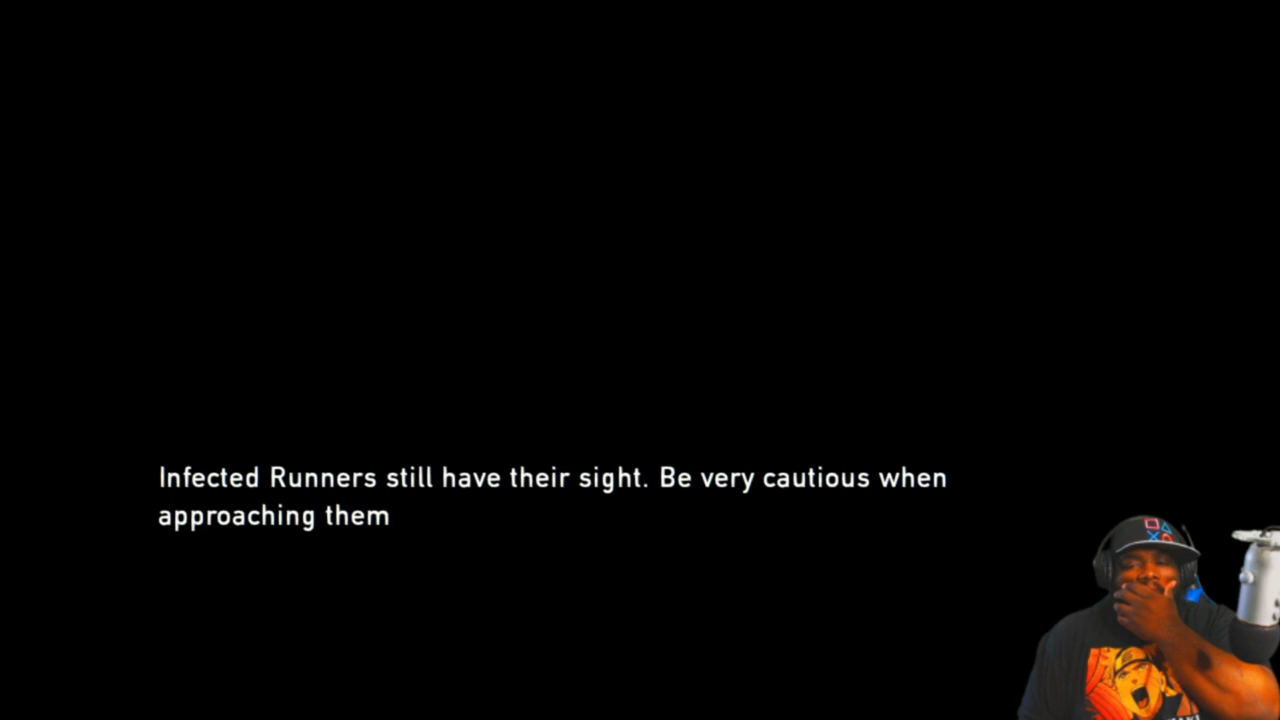 Infected Runners still have their sight. Be very cautious when
approaching them